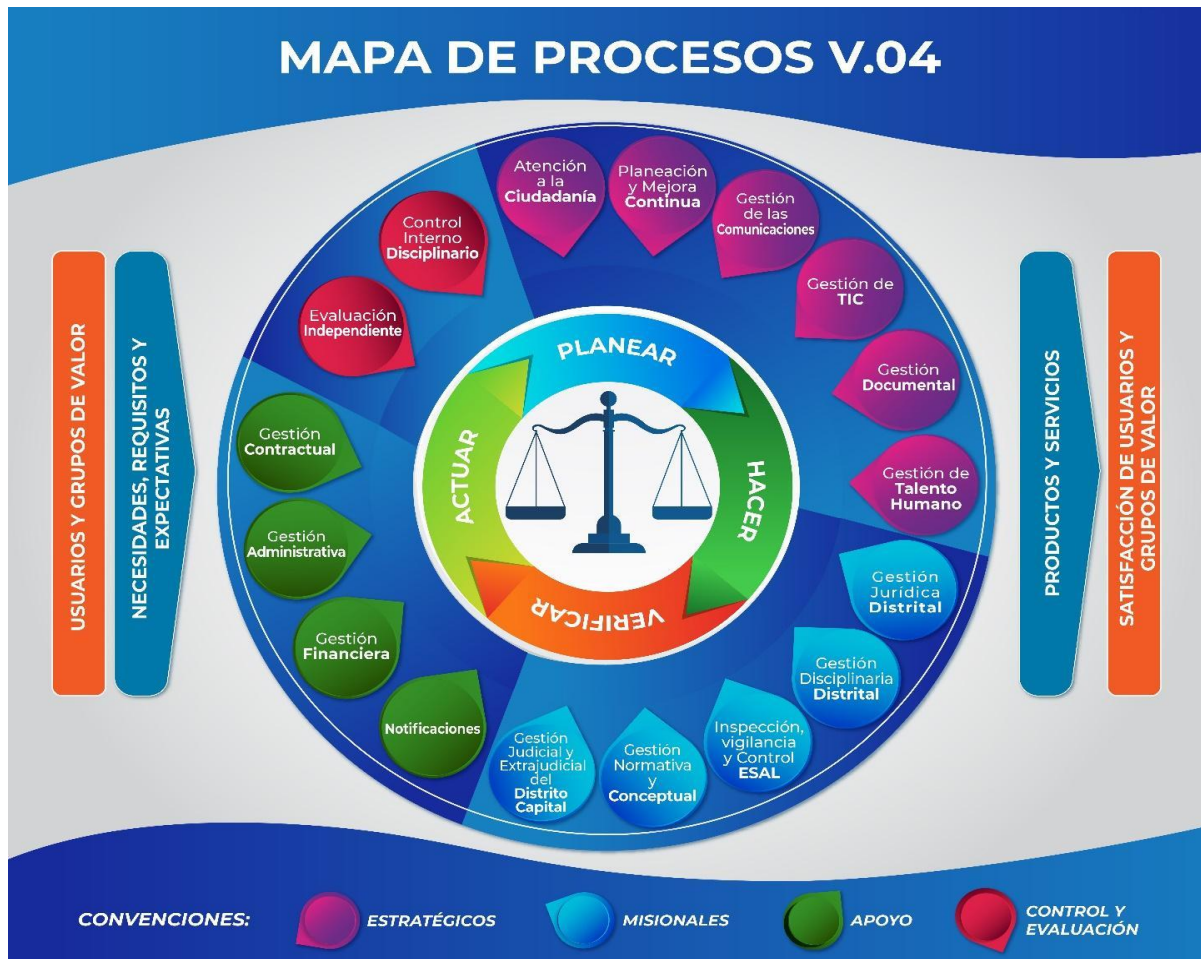 MAPA DE PROCESOS V.04
USUARIOS Y GRUPOS DE VALOR
NECESIDADES, REQUISITOS Y
EXPECTATIVAS
Atención
a la
Ciudadanía
Planeación
y Mejora
Continua
Gestión
de las
Comunicaciones
Gestión de
TIC
Gestión
Documental
Gestión de
Talento
Humano
Gestión
Jurídica
Distrital
Gestión
Disciplinaria
Distrital
Inspección,
vigilancia
y Control
ESAL
Gestión
Normativa
y
Conceptual
Gestión
Judicial y
Extrajudicial
del
Distrito
Capital
Notificaciones
Gestión
Financiera
Gestión
Administrativa
Gestión
Contractual
Evaluación
Independiente
Control
Interno
Disciplinario
PLANEAR
HACER
VERIFICAR
ACTUAR
PRODUCTOS Y SERVICIOS
SATISFACCIÓN DE USUARIOS Y
GRUPOS DE VALOR
CONVENCIONES:
ESTRATÉGICOS
MISIONALES
APOYO
CONTROL Y
EVALUACIÓN